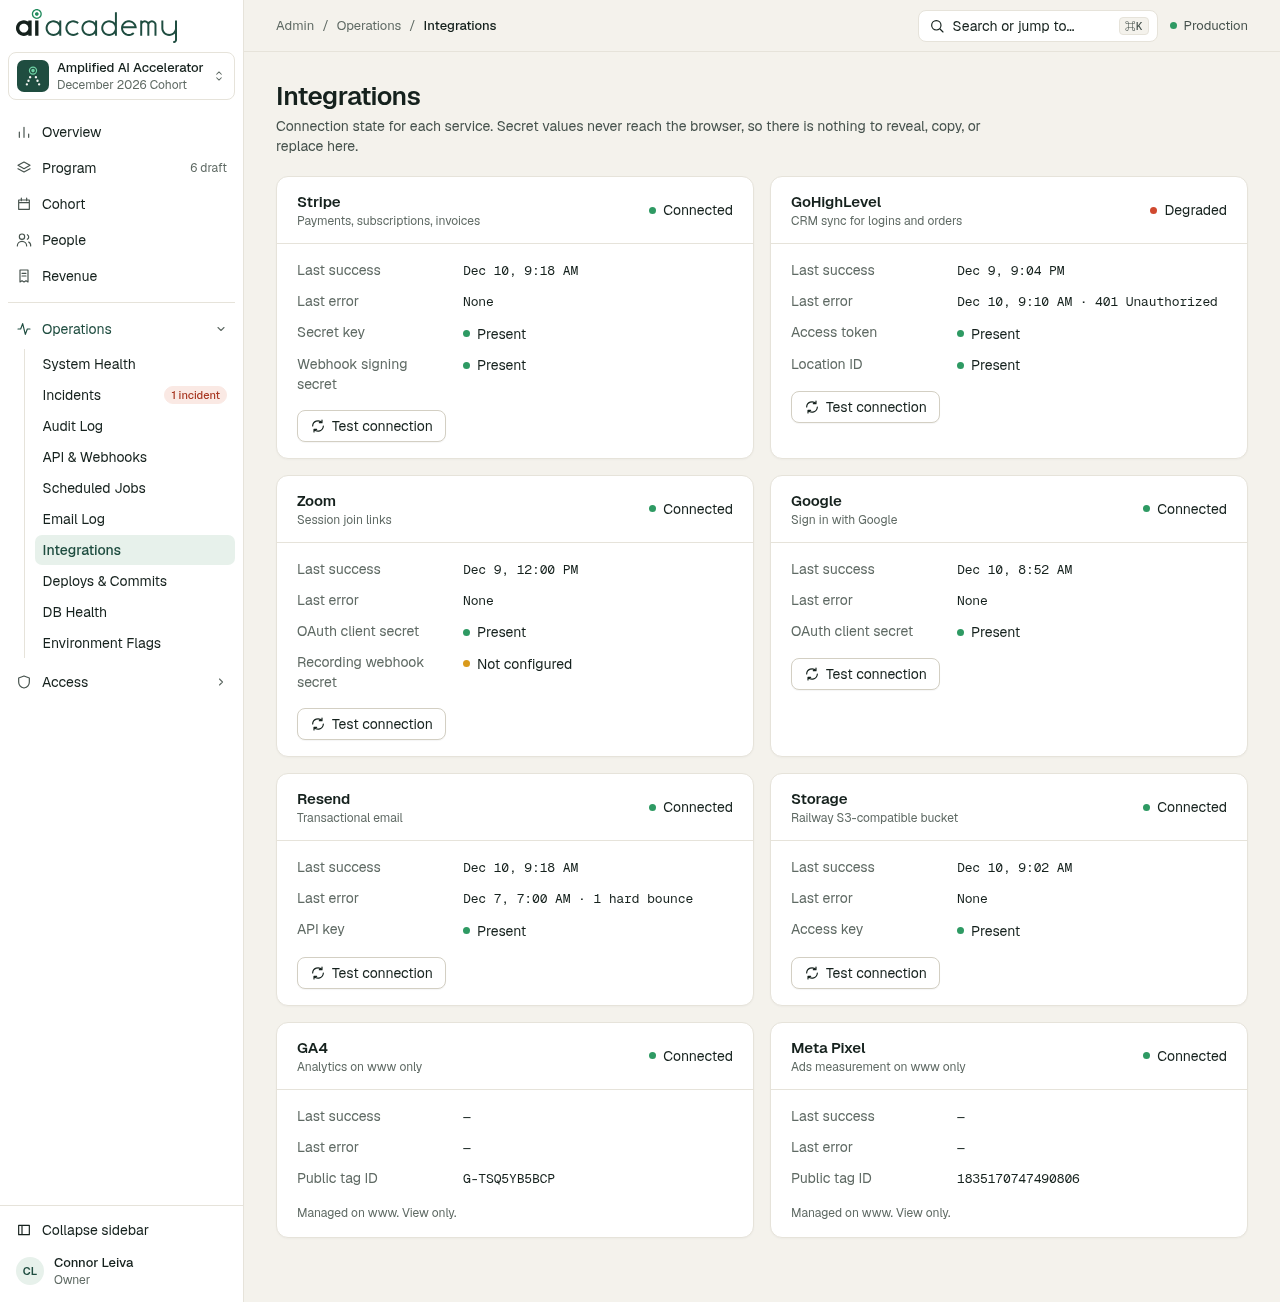 ai academy
Amplified AI Accelerator
December 2026 Cohort
Overview
Program 6 draft
Cohort
People
Revenue
Operations
System Health
Incidents 1 incident
Audit Log
API & Webhooks
Scheduled Jobs
Email Log
Integrations
Deploys & Commits
DB Health
Environment Flags
Access
Collapse sidebar
CL
Connor Leiva
Owner
Admin / Operations / Integrations
Search or jump to... ⌘K
Production
Integrations
Connection state for each service. Secret values never reach the browser, so there is nothing to reveal, copy, or
replace here.
Stripe
Payments, subscriptions, invoices
Connected
Last success Dec 10, 9:18 AM
Last error None
Secret key Present
Webhook signing Present
secret
Test connection
GoHighLevel
CRM sync for logins and orders
Degraded
Last success Dec 9, 9:04 PM
Last error Dec 10, 9:10 AM · 401 Unauthorized
Access token Present
Location ID Present
Test connection
Zoom
Session join links
Connected
Last success Dec 9, 12:00 PM
Last error None
OAuth client secret Present
Recording webhook Not configured
secret
Test connection
Google
Sign in with Google
Connected
Last success Dec 10, 8:52 AM
Last error None
OAuth client secret Present
Test connection
Resend
Transactional email
Connected
Last success Dec 10, 9:18 AM
Last error Dec 7, 7:00 AM · 1 hard bounce
API key Present
Test connection
Storage
Railway S3-compatible bucket
Connected
Last success Dec 10, 9:02 AM
Last error None
Access key Present
Test connection
GA4
Analytics on www only
Connected
Last success –
Last error –
Public tag ID G-TSQ5YB5BCP
Managed on www. View only.
Meta Pixel
Ads measurement on www only
Connected
Last success –
Last error –
Public tag ID 1835170747490806
Managed on www. View only.